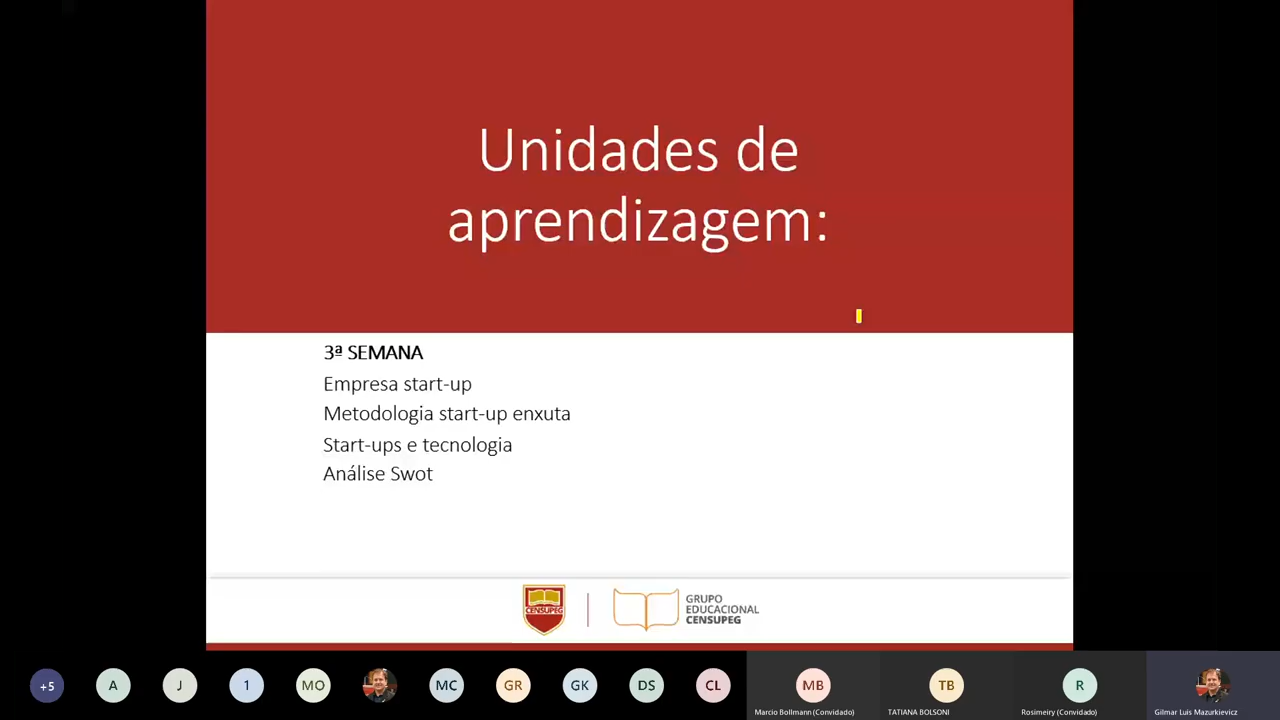 Unidades de
aprendizagem:
3ª SEMANA
Empresa start-up
Metodologia start-up enxuta
Start-ups e tecnologia
Análise Swot
CENSUPEG
GRUPO
EDUCACIONAL
CENSUPEG
+5
A
J
1
MO
MC
GR
GK
DS
CL
MB
TB
R
Marcio Bollmann (Convidado)
TATIANA BOLSONI
Rosimeiry (Convidado)
Gilmar Luis Mazurkievicz